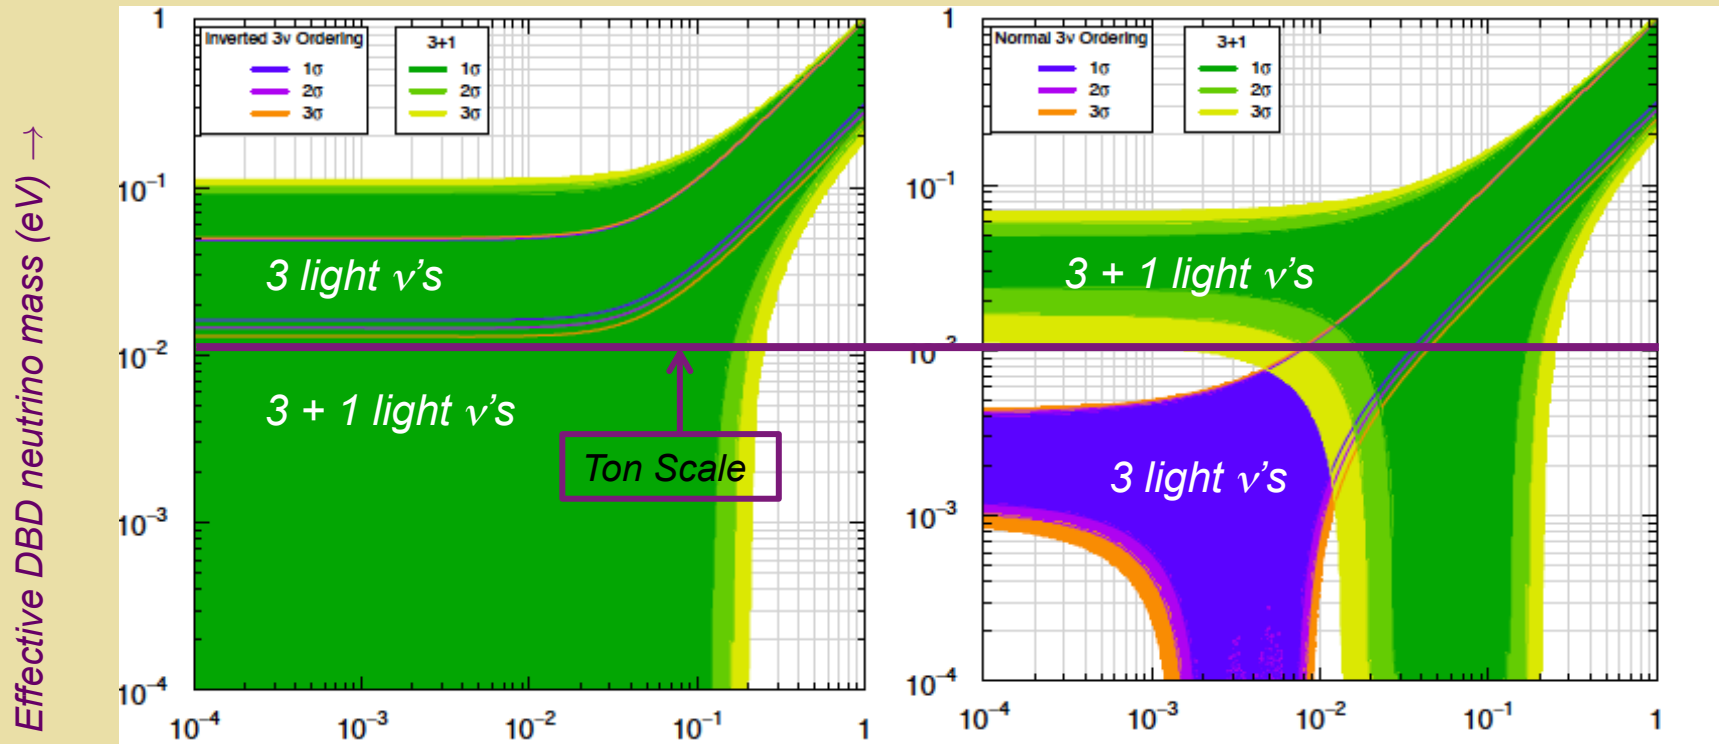 Effective DBD neutrino mass (eV) →
1
10⁻¹
10⁻²
10⁻³
10⁻⁴
Inverted 3ν Ordering
1σ
2σ
3σ
3+1
1σ
2σ
3σ
3 light ν's
3 + 1 light ν's
Ton Scale
10⁻⁴
10⁻³
10⁻²
10⁻¹
1
1
10⁻¹
10⁻³
10⁻⁴
Normal 3ν Ordering
1σ
2σ
3σ
3+1
1σ
2σ
3σ
3 + 1 light ν's
3 light ν's
10⁻⁴
10⁻³
10⁻²
10⁻¹
1